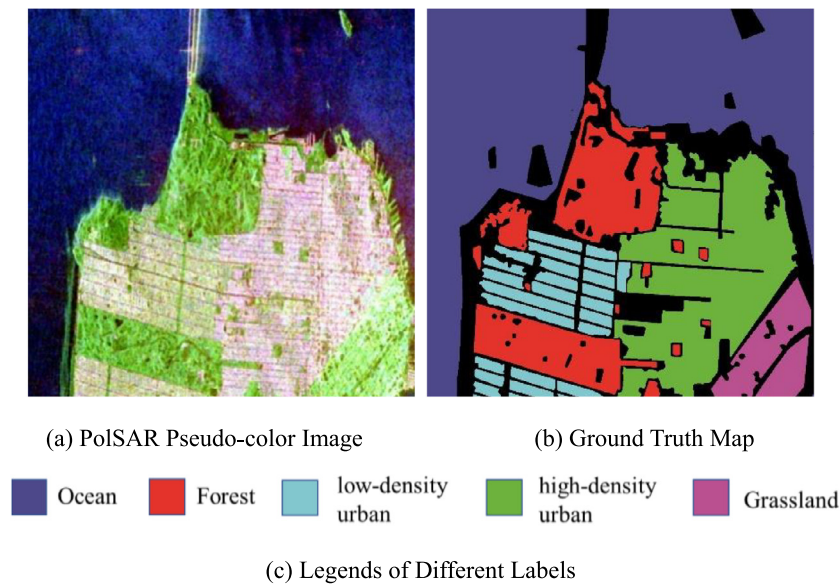 (a) PolSAR Pseudo-color Image
(b) Ground Truth Map
Ocean
Forest
low-density
urban
high-density
urban
Grassland
(c) Legends of Different Labels